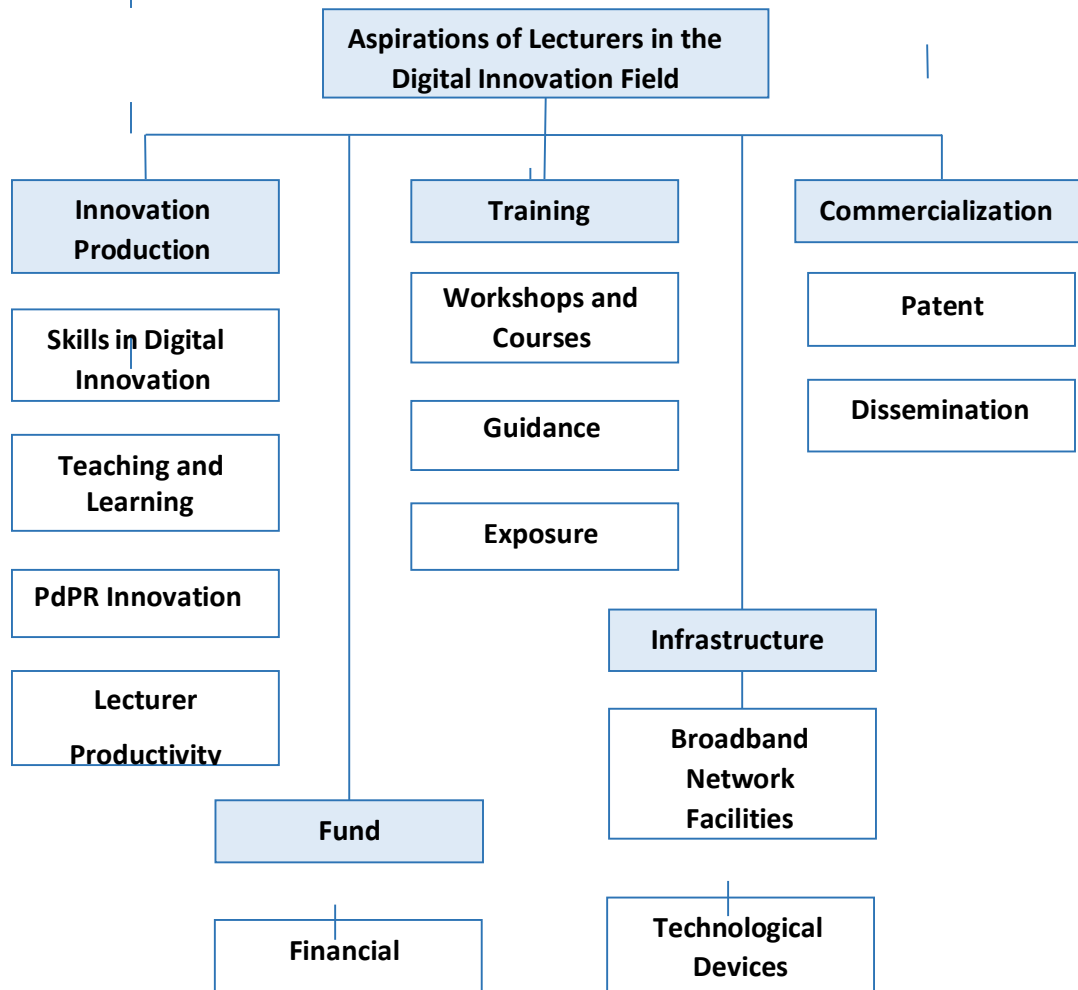 Aspirations of Lecturers in the
Digital Innovation Field
Innovation
Production
Skills in Digital
Innovation
Teaching and
Learning
PdPR Innovation
Lecturer
Productivity
Fund
Financial
Training
Workshops and
Courses
Guidance
Exposure
Infrastructure
Broadband
Network
Facilities
Technological
Devices
Commercialization
Patent
Dissemination